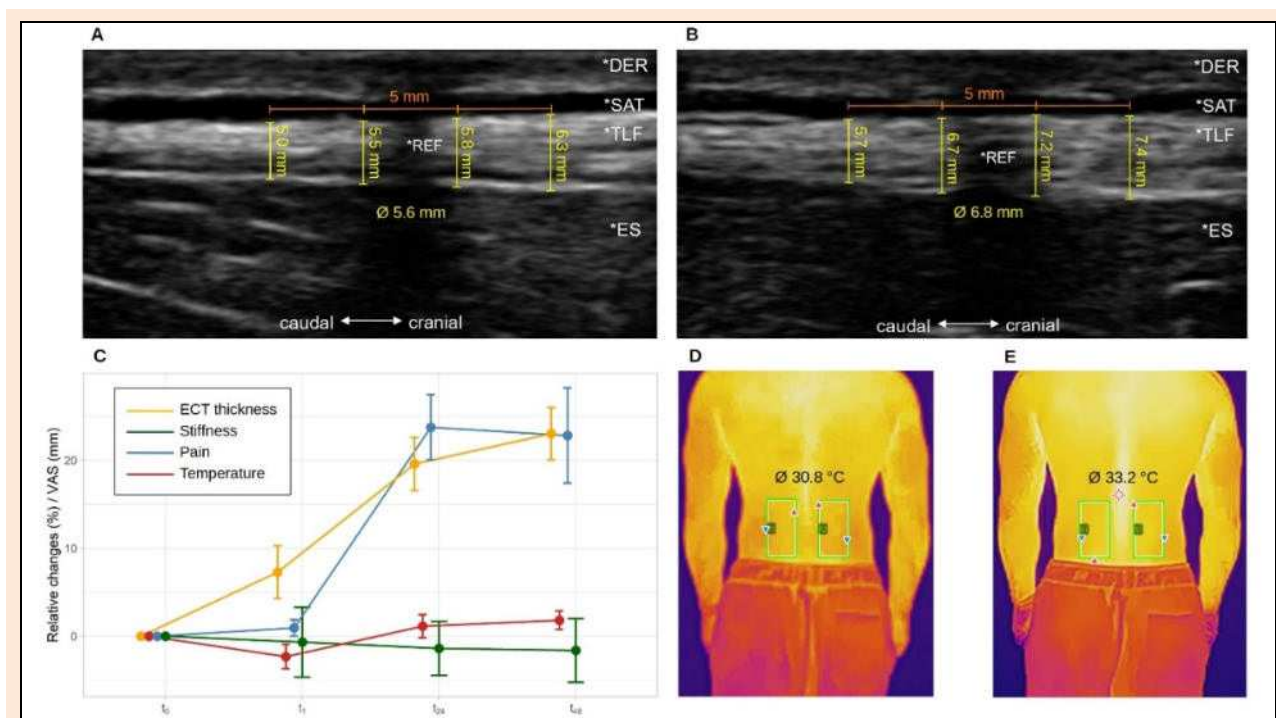 A
*DER
5 mm
*SAT
*TLF
5.0 mm
5.5 mm
*REF
5.8 mm
6.3 mm
Ø 5.6 mm
*ES
caudal ⟷ cranial
B
*DER
5 mm
*SAT
*TLF
5.7 mm
6.7 mm
*REF
7.2 mm
7.4 mm
Ø 6.8 mm
*ES
caudal ⟷ cranial
C
ECT thickness
Stiffness
Pain
Temperature
Relative changes (%) / VAS (mm)
20
10
0
t₀
t₁
t₂₄
t₄₈
D
Ø 30.8 °C
E
Ø 33.2 °C